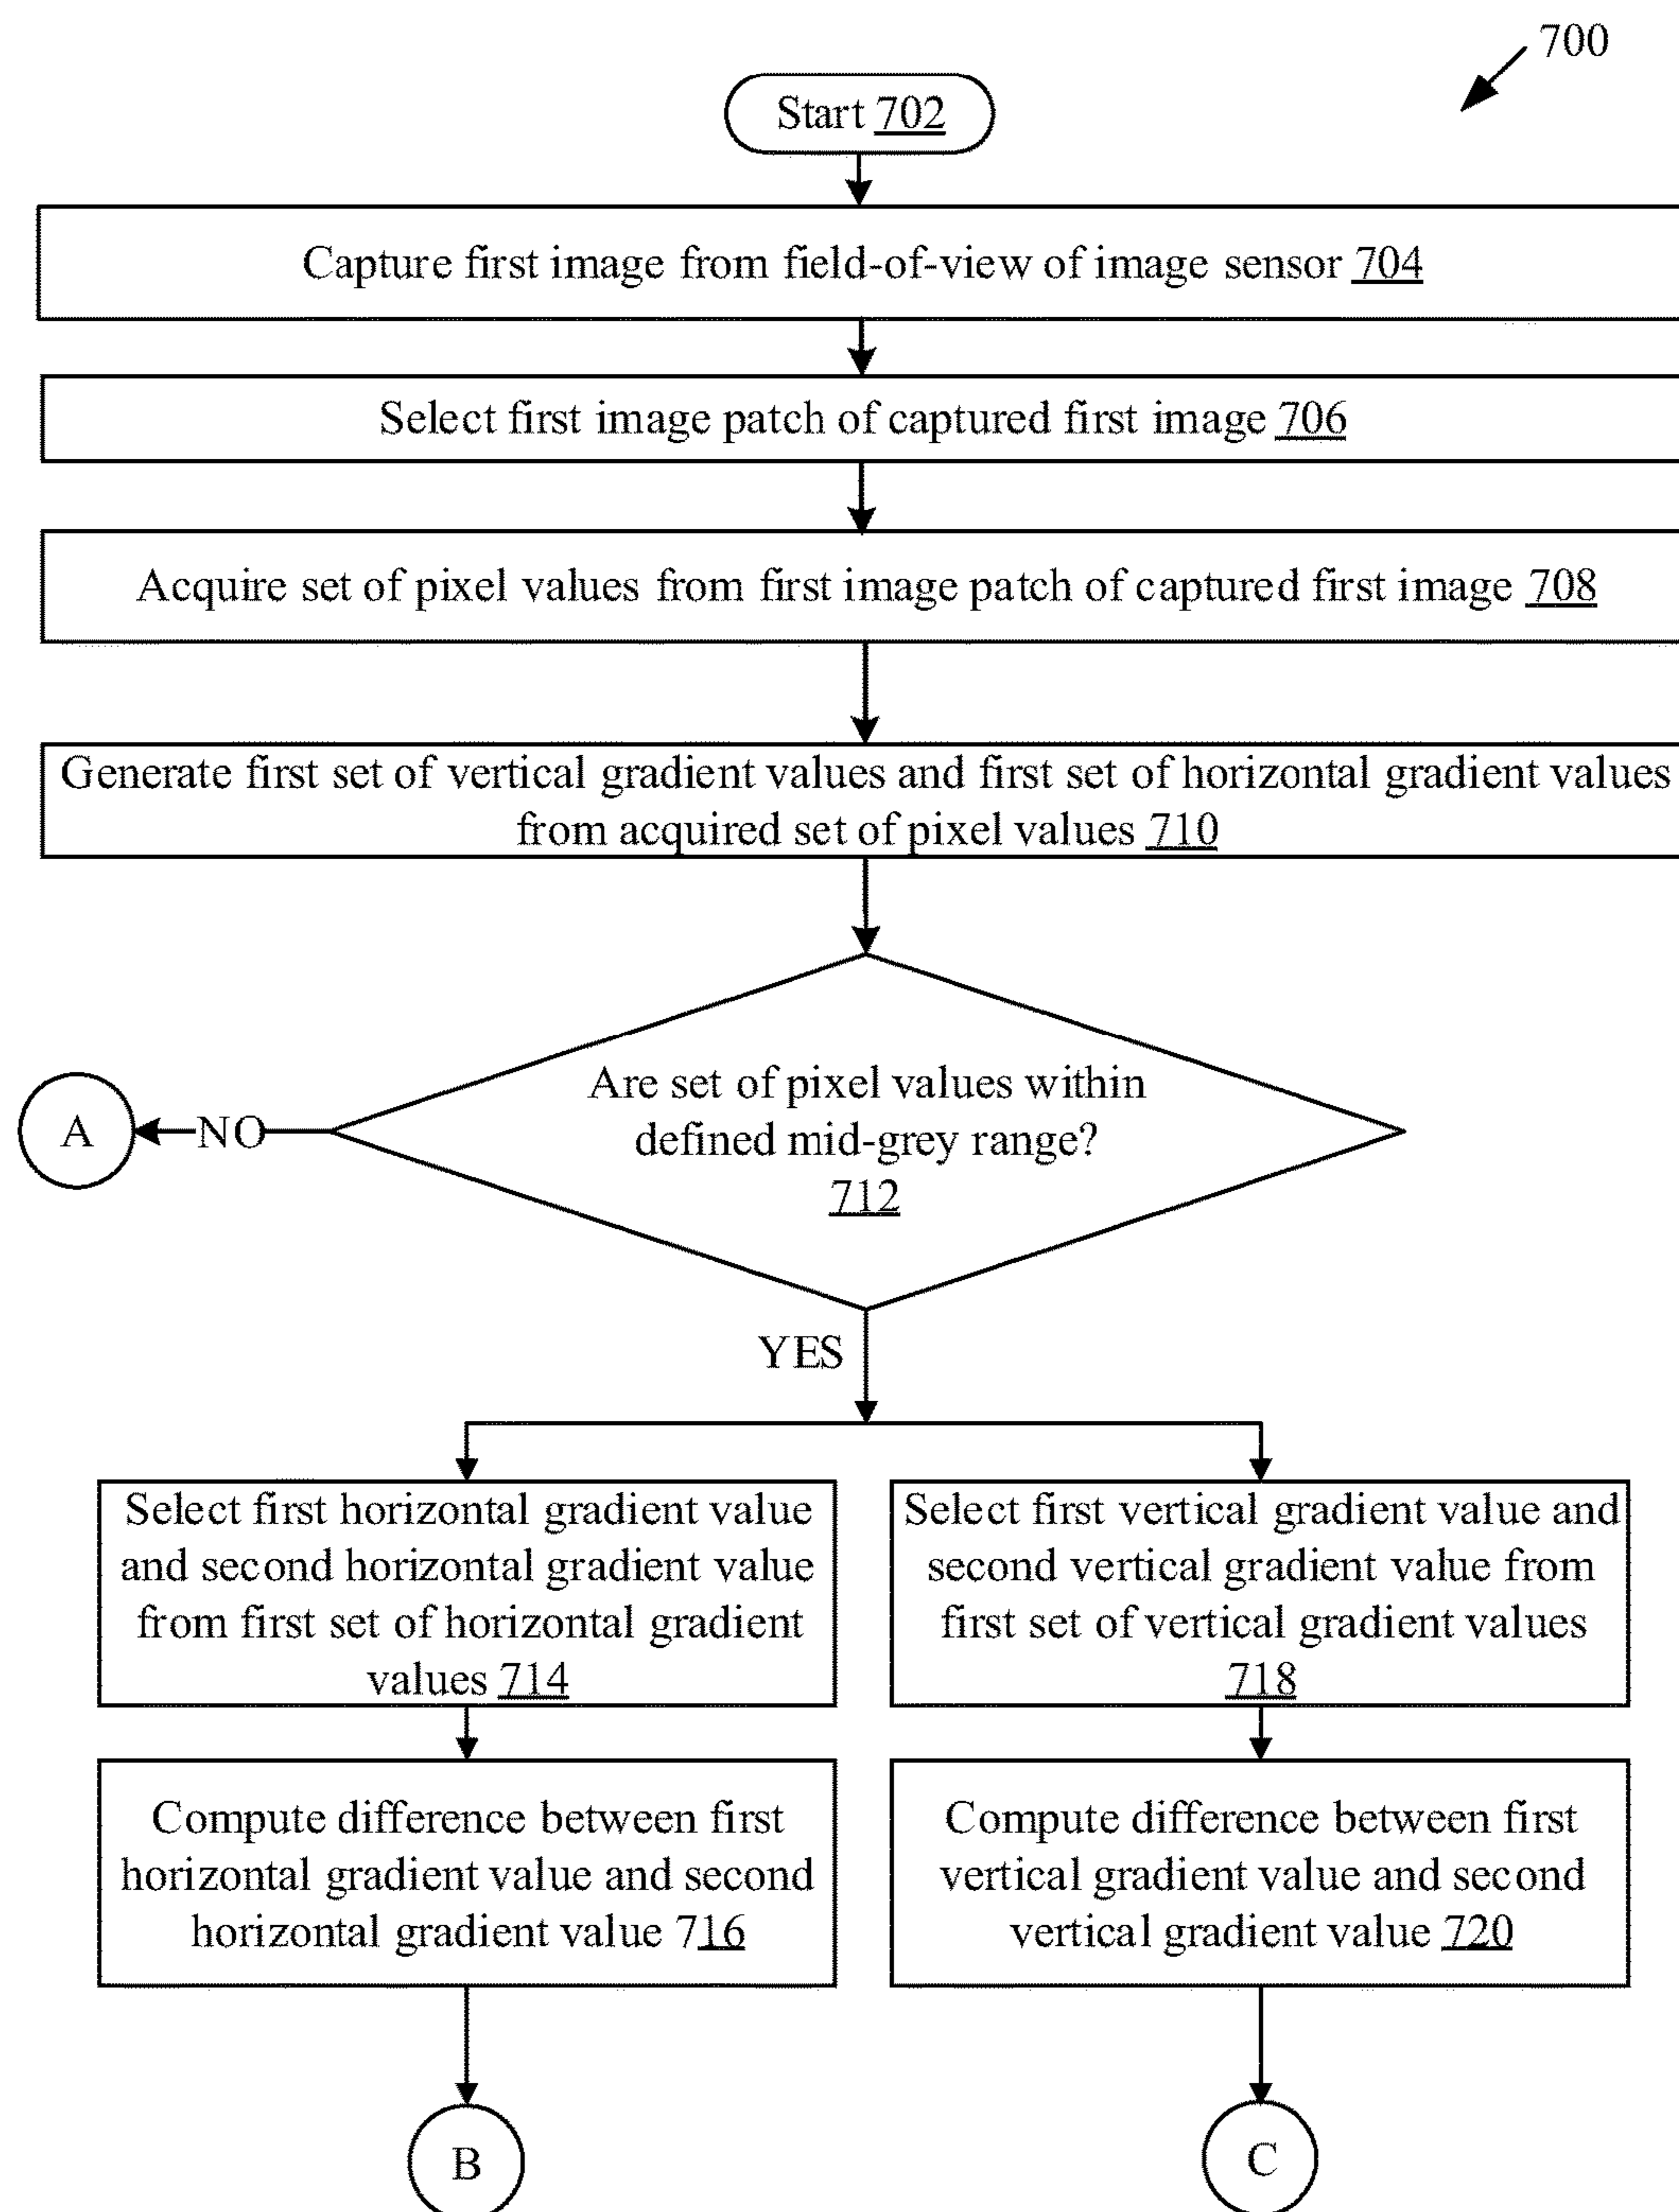 700
Start 702
Capture first image from field-of-view of image sensor 704
Select first image patch of captured first image 706
Acquire set of pixel values from first image patch of captured first image 708
Generate first set of vertical gradient values and first set of horizontal gradient values
from acquired set of pixel values 710
Are set of pixel values within
defined mid-grey range?
712
A
NO
YES
Select first horizontal gradient value
and second horizontal gradient value
from first set of horizontal gradient
values 714
Select first vertical gradient value and
second vertical gradient value from
first set of vertical gradient values
718
Compute difference between first
horizontal gradient value and second
horizontal gradient value 716
Compute difference between first
vertical gradient value and second
vertical gradient value 720
B
C